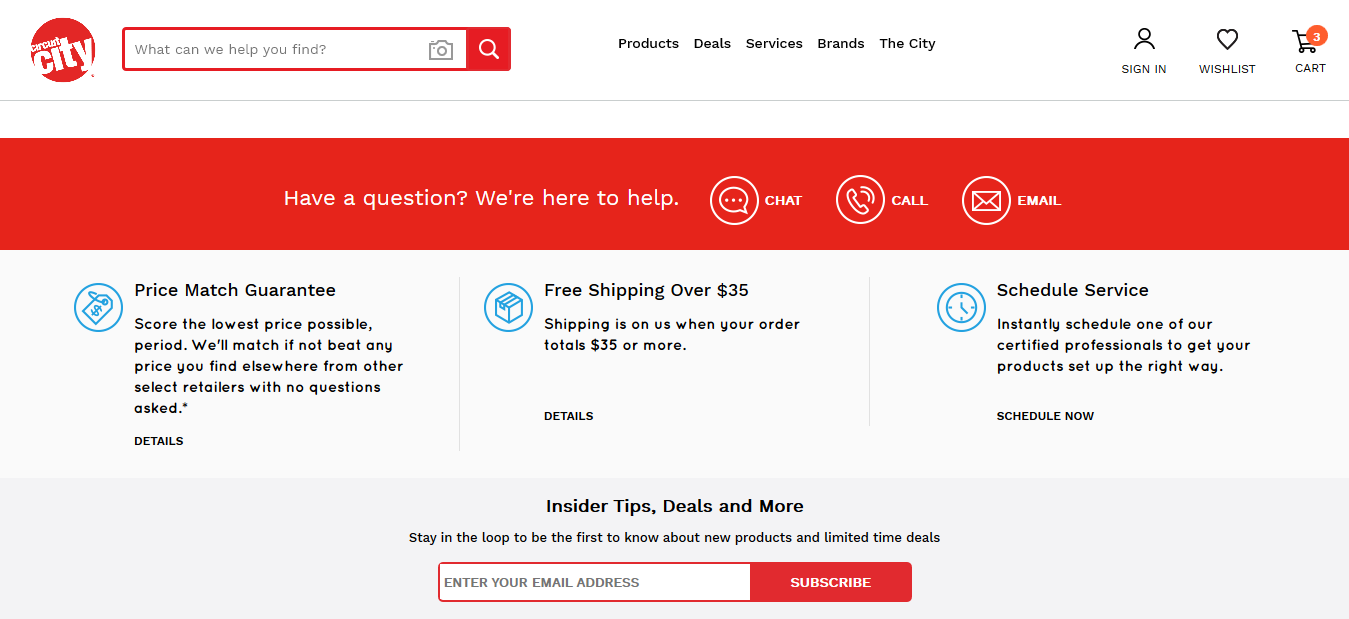 circuit
city
What can we help you find?
Products Deals Services Brands The City
3
SIGN IN WISHLIST CART
Have a question? We're here to help. CHAT CALL EMAIL
Price Match Guarantee
Score the lowest price possible,
period. We'll match if not beat any
price you find elsewhere from other
select retailers with no questions
asked.*
DETAILS
Free Shipping Over $35
Shipping is on us when your order
totals $35 or more.
DETAILS
Schedule Service
Instantly schedule one of our
certified professionals to get your
products set up the right way.
SCHEDULE NOW
Insider Tips, Deals and More
Stay in the loop to be the first to know about new products and limited time deals
ENTER YOUR EMAIL ADDRESS SUBSCRIBE